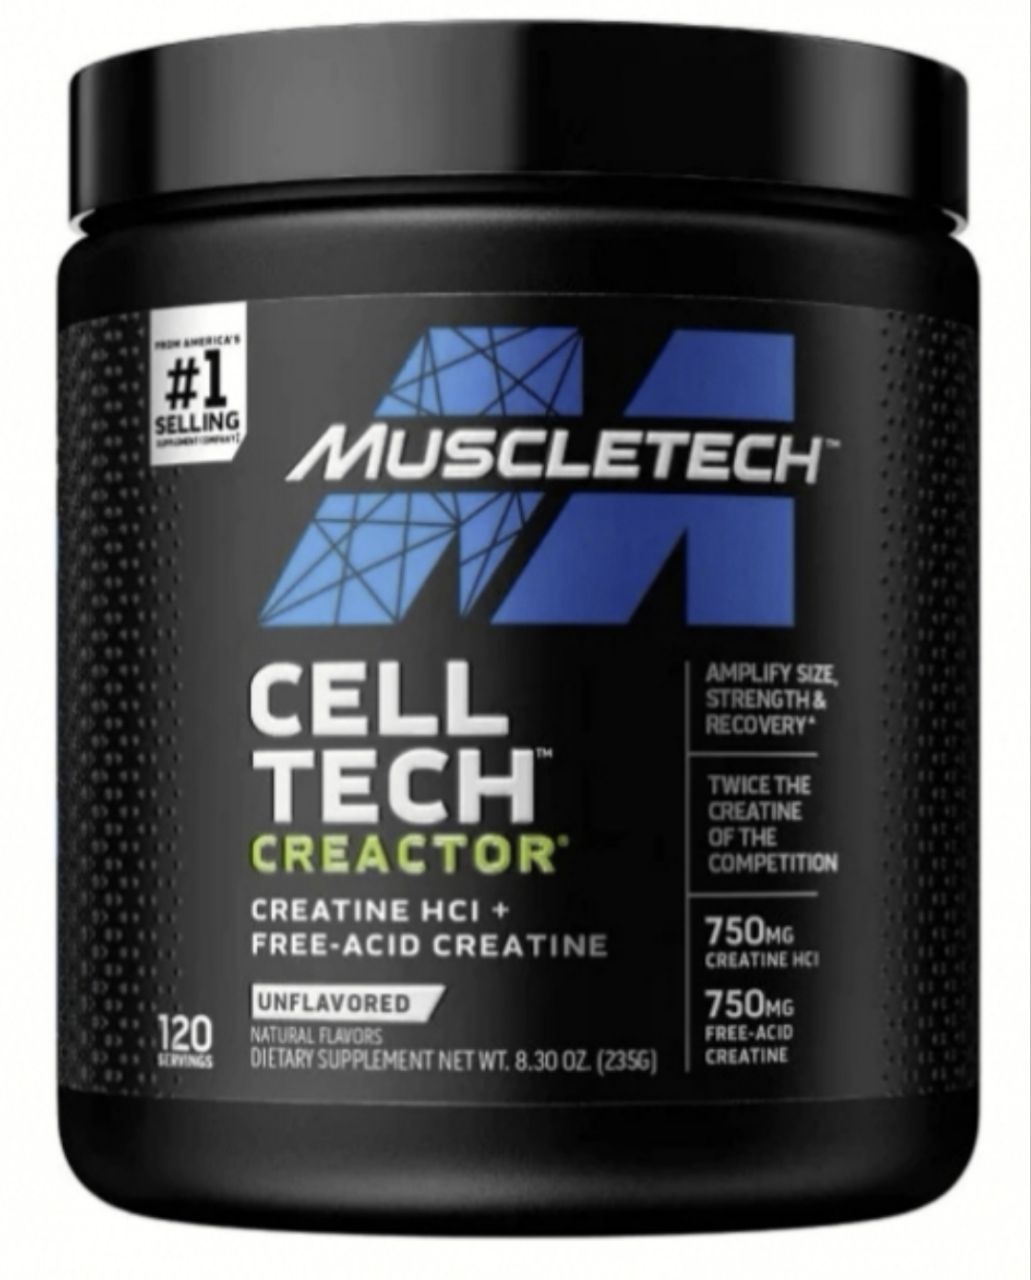 FROM AMERICA'S
#1
SELLING
SUPPLEMENT COMPANY‡
MUSCLETECH™
CELL
TECH™
CREACTOR®
CREATINE HCl +
FREE-ACID CREATINE
UNFLAVORED
NATURAL FLAVORS
DIETARY SUPPLEMENT NET WT. 8.30 OZ. (235G)
120
SERVINGS
AMPLIFY SIZE,
STRENGTH &
RECOVERY*
TWICE THE
CREATINE
OF THE
COMPETITION
750MG
CREATINE HCl
750MG
FREE-ACID
CREATINE